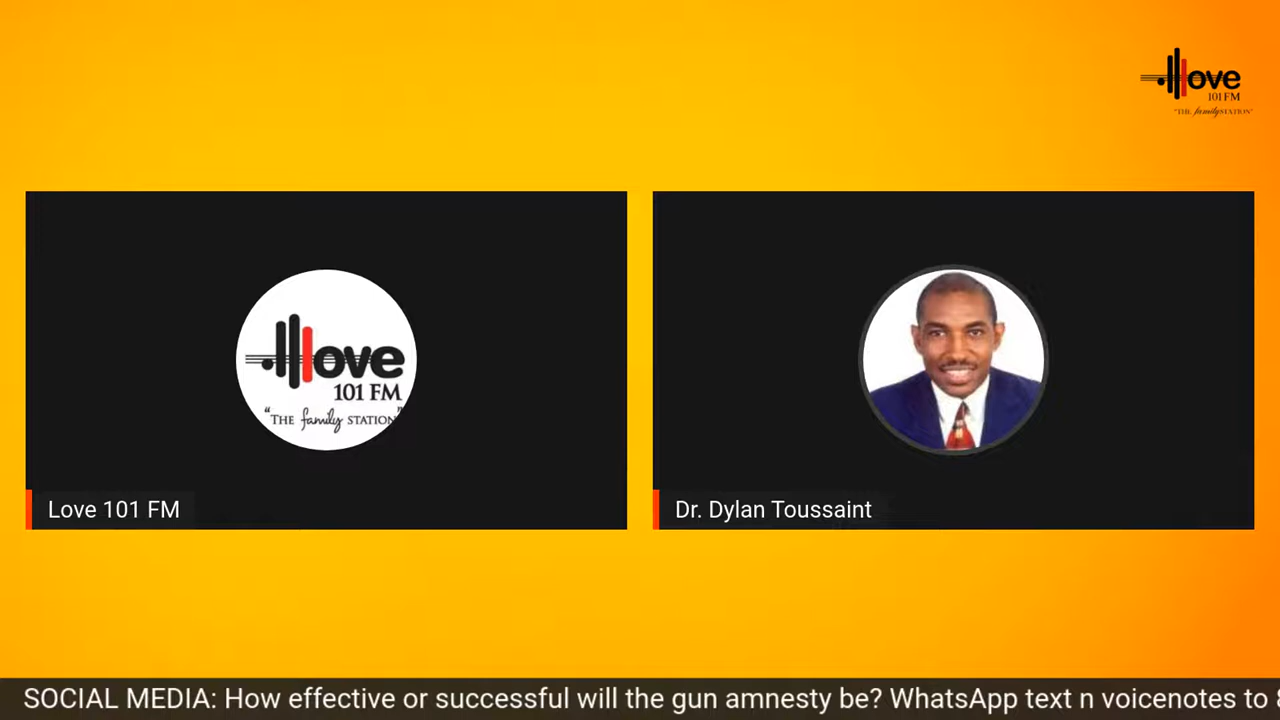 love
101 FM
"THE family STATION"
love
101 FM
"THE family STATION"
Love 101 FM
Dr. Dylan Toussaint
SOCIAL MEDIA: How effective or successful will the gun amnesty be? WhatsApp text n voicenotes to